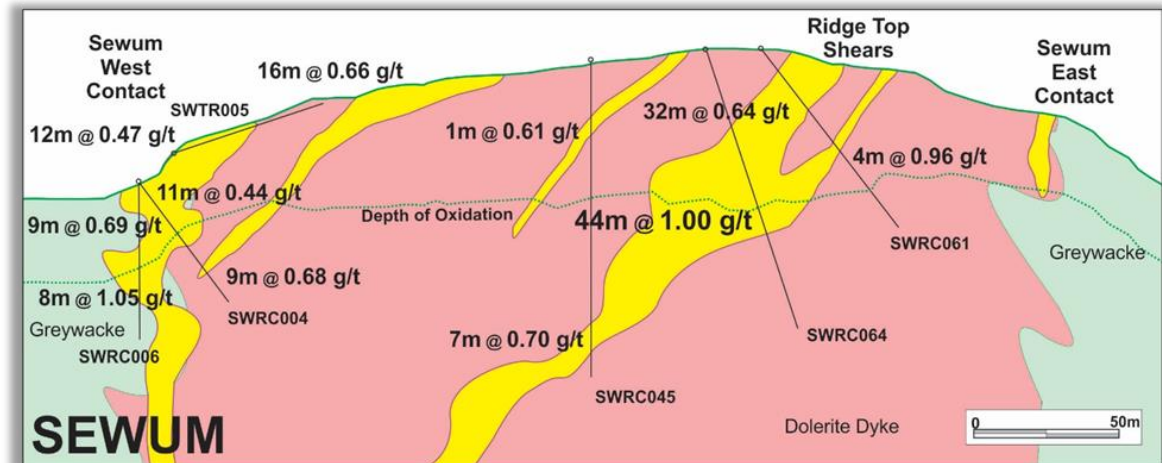 Sewum
West
Contact
Ridge Top
Shears
Sewum
East
Contact
16m @ 0.66 g/t
SWTR005
12m @ 0.47 g/t
1m @ 0.61 g/t
32m @ 0.64 g/t
4m @ 0.96 g/t
11m @ 0.44 g/t
Depth of Oxidation
44m @ 1.00 g/t
9m @ 0.69 g/t
SWRC061
Greywacke
9m @ 0.68 g/t
8m @ 1.05 g/t
SWRC004
Greywacke
SWRC064
7m @ 0.70 g/t
SWRC006
SWRC045
SEWUM
Dolerite Dyke
0 50m